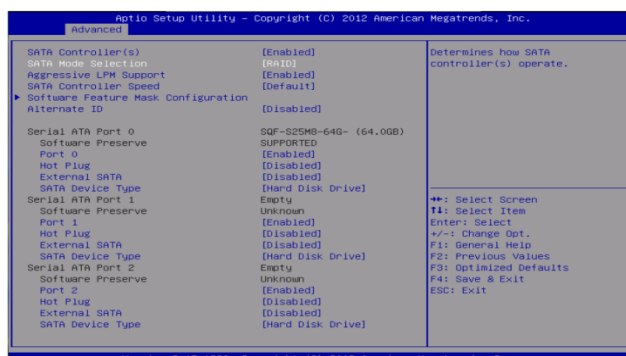 Aptio Setup Utility – Copyright (C) 2012 American Megatrends, Inc.
Advanced
SATA Controller(s) [Enabled]
SATA Mode Selection [RAID]
Aggressive LPM Support [Enabled]
SATA Controller Speed [Default]
Software Feature Mask Configuration
Alternate ID [Disabled]
Serial ATA Port 0 SQF-S25M8-64G- (64.0GB)
Software Preserve SUPPORTED
Port 0 [Enabled]
Hot Plug [Disabled]
External SATA [Disabled]
SATA Device Type [Hard Disk Drive]
Serial ATA Port 1 Empty
Software Preserve Unknown
Port 1 [Enabled]
Hot Plug [Disabled]
External SATA [Disabled]
SATA Device Type [Hard Disk Drive]
Serial ATA Port 2 Empty
Software Preserve Unknown
Port 2 [Enabled]
Hot Plug [Disabled]
External SATA [Disabled]
SATA Device Type [Hard Disk Drive]
Determines how SATA
controller(s) operate.
→←: Select Screen
↑↓: Select Item
Enter: Select
+/-: Change Opt.
F1: General Help
F2: Previous Values
F3: Optimized Defaults
F4: Save & Exit
ESC: Exit